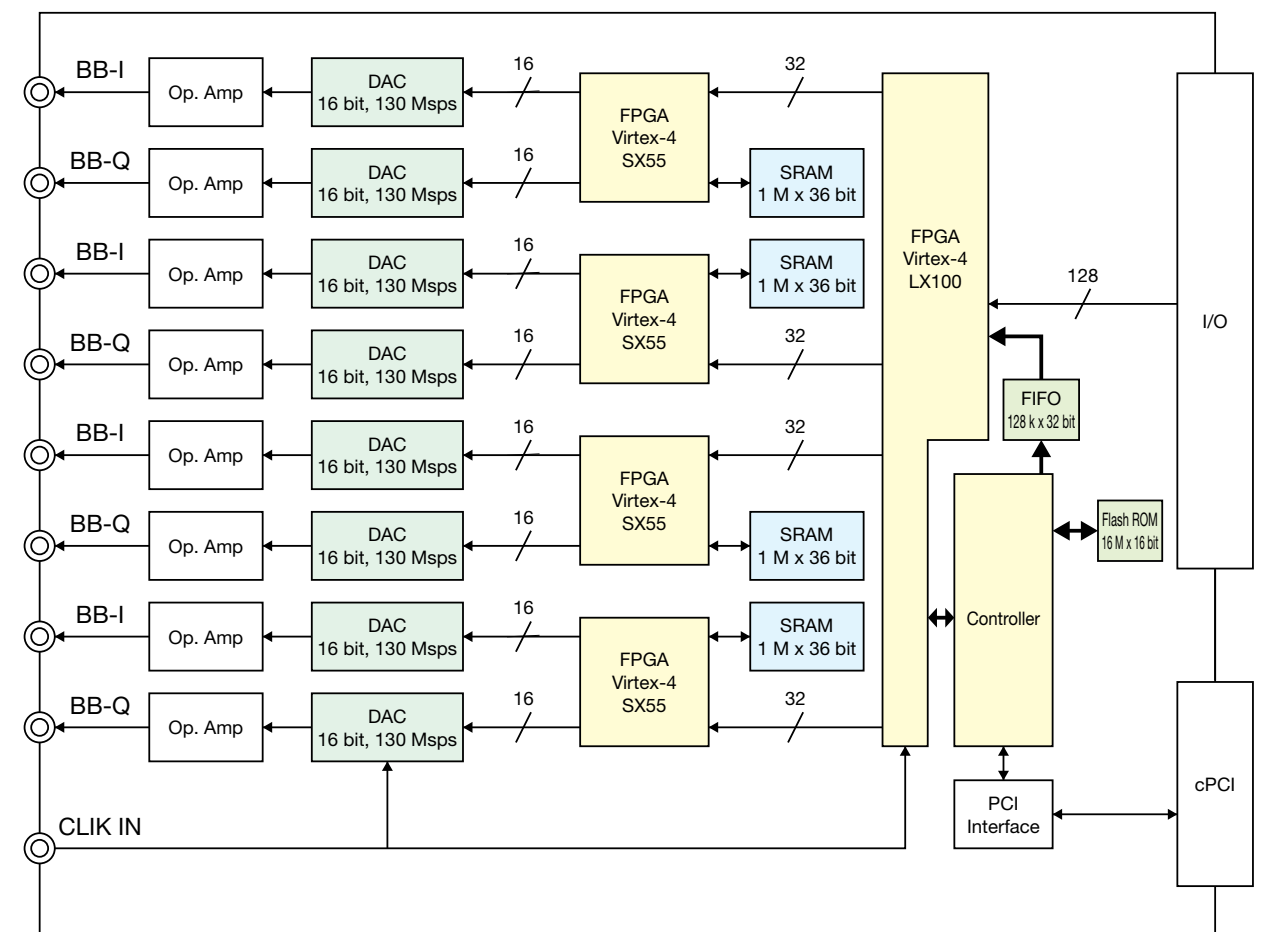 BB-I
Op. Amp
DAC
16 bit, 130 Msps
16
FPGA
Virtex-4
SX55
32
BB-Q
Op. Amp
DAC
16 bit, 130 Msps
16
SRAM
1 M x 36 bit
BB-I
Op. Amp
DAC
16 bit, 130 Msps
16
FPGA
Virtex-4
SX55
SRAM
1 M x 36 bit
BB-Q
Op. Amp
DAC
16 bit, 130 Msps
16
32
BB-I
Op. Amp
DAC
16 bit, 130 Msps
16
FPGA
Virtex-4
SX55
32
BB-Q
Op. Amp
DAC
16 bit, 130 Msps
16
SRAM
1 M x 36 bit
BB-I
Op. Amp
DAC
16 bit, 130 Msps
16
FPGA
Virtex-4
SX55
SRAM
1 M x 36 bit
BB-Q
Op. Amp
DAC
16 bit, 130 Msps
16
32
CLIK IN
FPGA
Virtex-4
LX100
128
I/O
FIFO
128 k x 32 bit
Flash ROM
16 M x 16 bit
Controller
PCI
Interface
cPCI